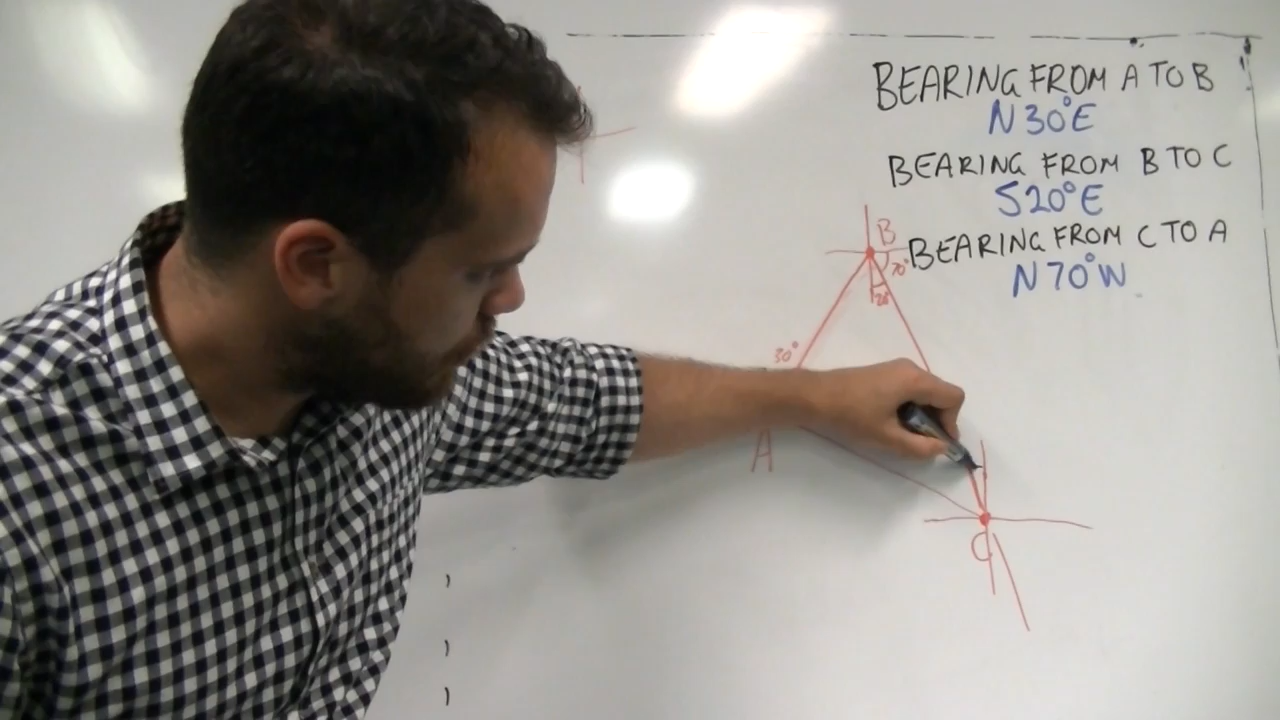 BEARING FROM A TO B
N30°E
BEARING FROM B TO C
S20°E
BEARING FROM C TO A
N70°W
B
70°
20°
30°
A
C